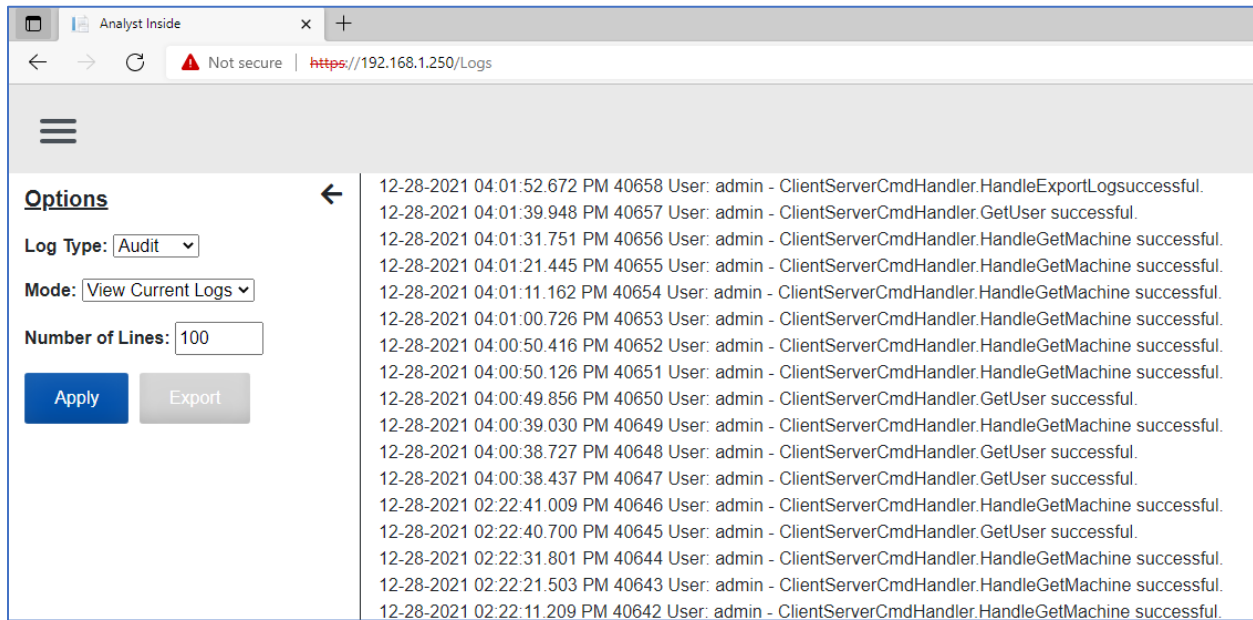 Analyst Inside
Not secure | https://192.168.1.250/Logs
Options
Log Type: Audit
Mode: View Current Logs
Number of Lines: 100
Apply Export
12-28-2021 04:01:52.672 PM 40658 User: admin - ClientServerCmdHandler.HandleExportLogsuccessful.
12-28-2021 04:01:39.948 PM 40657 User: admin - ClientServerCmdHandler.GetUser successful.
12-28-2021 04:01:31.751 PM 40656 User: admin - ClientServerCmdHandler.HandleGetMachine successful.
12-28-2021 04:01:21.445 PM 40655 User: admin - ClientServerCmdHandler.HandleGetMachine successful.
12-28-2021 04:01:11.162 PM 40654 User: admin - ClientServerCmdHandler.HandleGetMachine successful.
12-28-2021 04:01:00.726 PM 40653 User: admin - ClientServerCmdHandler.HandleGetMachine successful.
12-28-2021 04:00:50.416 PM 40652 User: admin - ClientServerCmdHandler.HandleGetMachine successful.
12-28-2021 04:00:50.126 PM 40651 User: admin - ClientServerCmdHandler.HandleGetMachine successful.
12-28-2021 04:00:49.856 PM 40650 User: admin - ClientServerCmdHandler.GetUser successful.
12-28-2021 04:00:39.030 PM 40649 User: admin - ClientServerCmdHandler.HandleGetMachine successful.
12-28-2021 04:00:38.727 PM 40648 User: admin - ClientServerCmdHandler.GetUser successful.
12-28-2021 04:00:38.437 PM 40647 User: admin - ClientServerCmdHandler.GetUser successful.
12-28-2021 02:22:41.009 PM 40646 User: admin - ClientServerCmdHandler.HandleGetMachine successful.
12-28-2021 02:22:40.700 PM 40645 User: admin - ClientServerCmdHandler.GetUser successful.
12-28-2021 02:22:31.801 PM 40644 User: admin - ClientServerCmdHandler.HandleGetMachine successful.
12-28-2021 02:22:21.503 PM 40643 User: admin - ClientServerCmdHandler.HandleGetMachine successful.
12-28-2021 02:22:11.209 PM 40642 User: admin - ClientServerCmdHandler.HandleGetMachine successful.